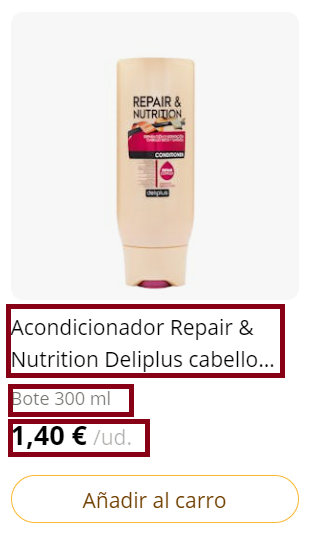 REPAIR &
NUTRITION
CONDITIONER
deliplus
Acondicionador Repair &
Nutrition Deliplus cabello...
Bote 300 ml
1,40 € /ud.
Añadir al carro